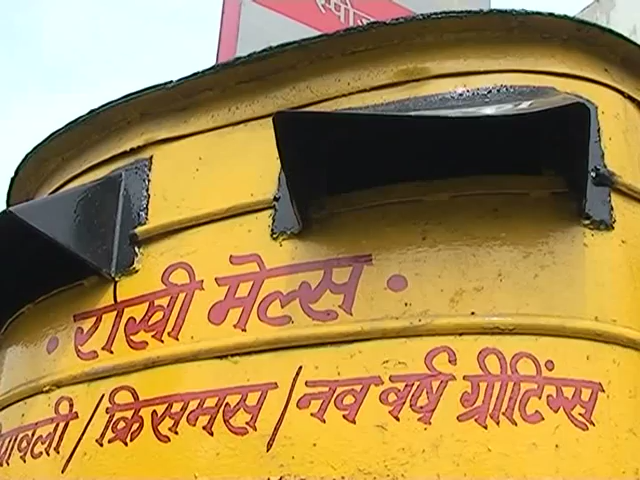 • राखी मेल्स •
पावली/क्रिसमस/नव वर्ष ग्रीटिंग्स